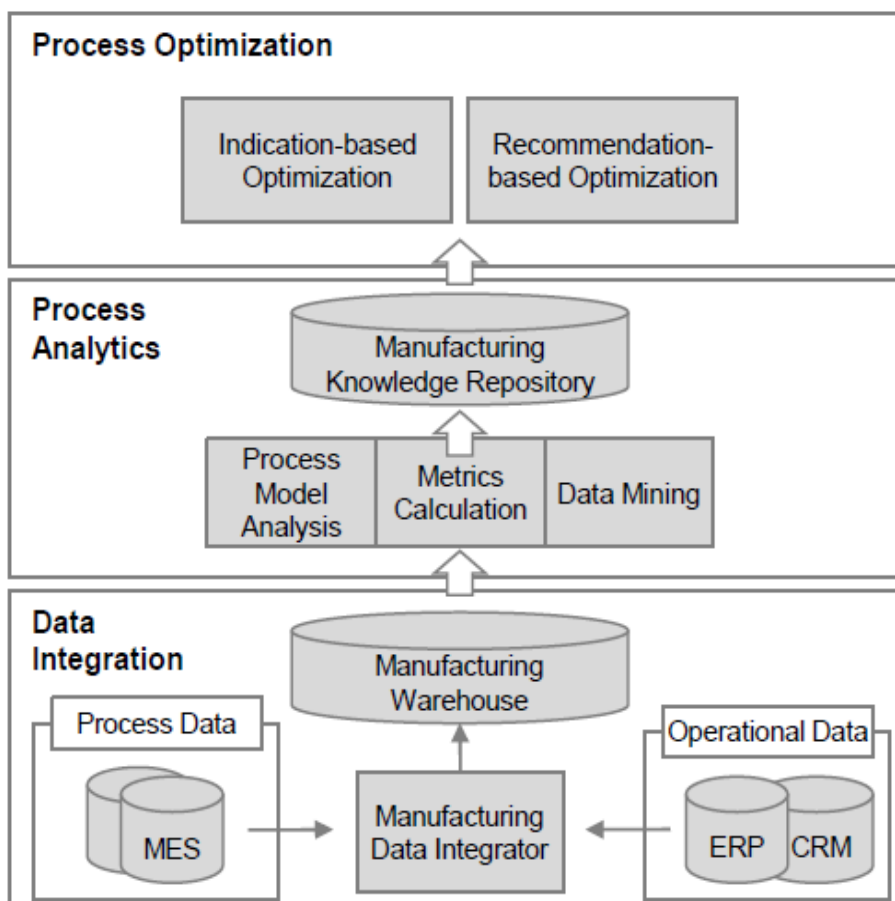 Process Optimization
Indication-based
Optimization
Recommendation-
based Optimization
Process
Analytics
Manufacturing
Knowledge Repository
Process
Model
Analysis
Metrics
Calculation
Data Mining
Data
Integration
Manufacturing
Warehouse
Process Data
Operational Data
MES
Manufacturing
Data Integrator
ERP
CRM